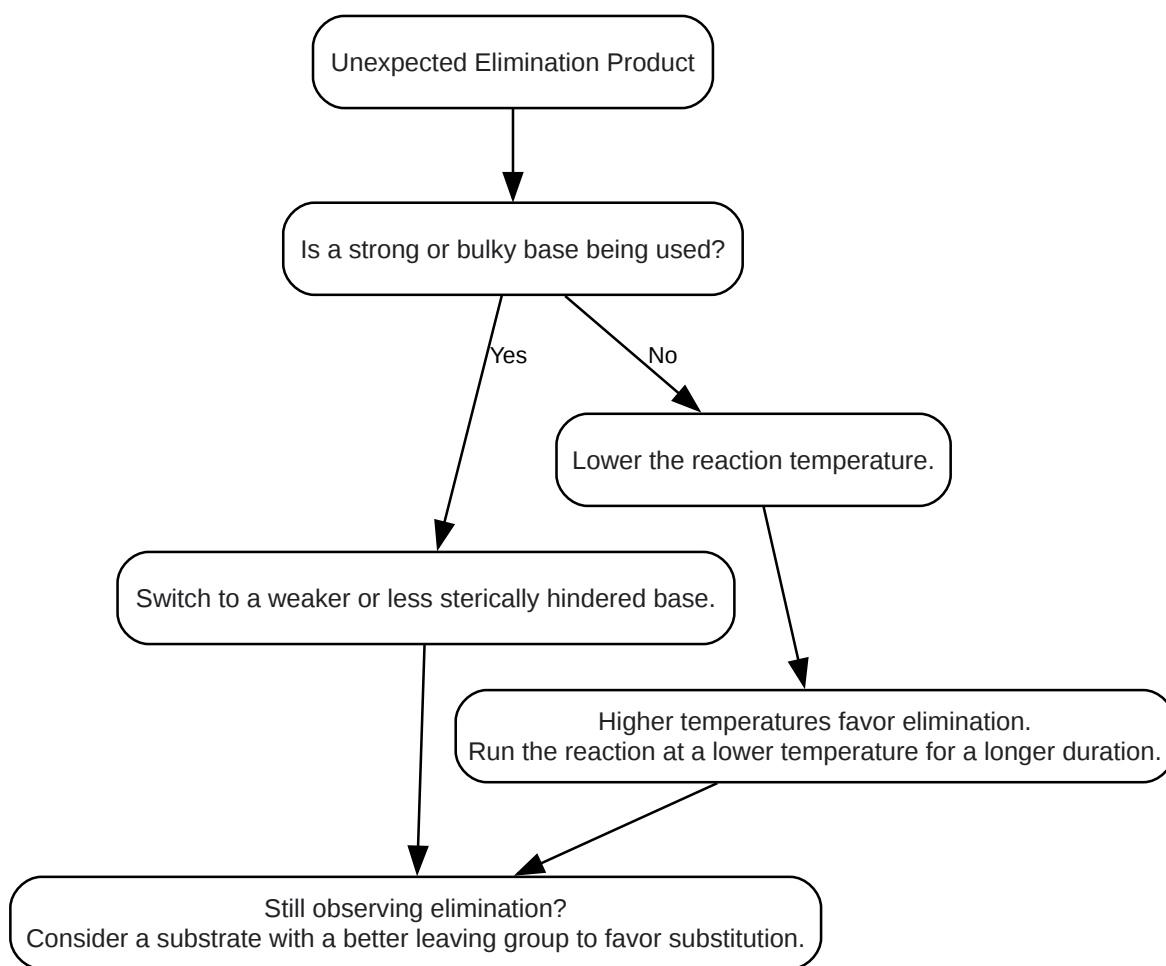 Unexpected Elimination Product
Is a strong or bulky base being used?
Yes
No
Lower the reaction temperature.
Switch to a weaker or less sterically hindered base.
Higher temperatures favor elimination.
Run the reaction at a lower temperature for a longer duration.
Still observing elimination?
Consider a substrate with a better leaving group to favor substitution.